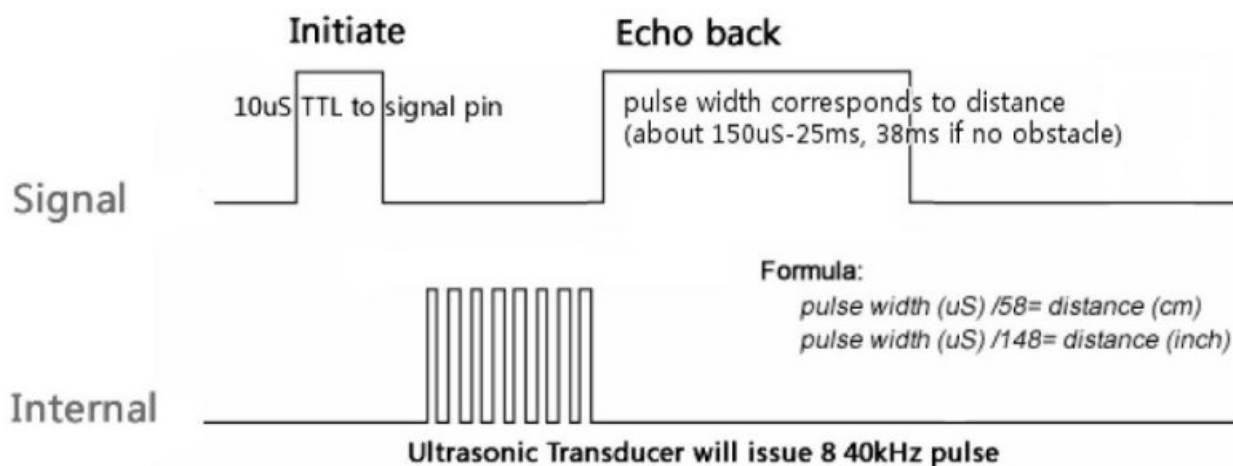 Initiate
Echo back
10uS TTL to signal pin
pulse width corresponds to distance
(about 150uS-25ms, 38ms if no obstacle)
Signal
Formula:
pulse width (uS) /58= distance (cm)
pulse width (uS) /148= distance (inch)
Internal
Ultrasonic Transducer will issue 8 40kHz pulse